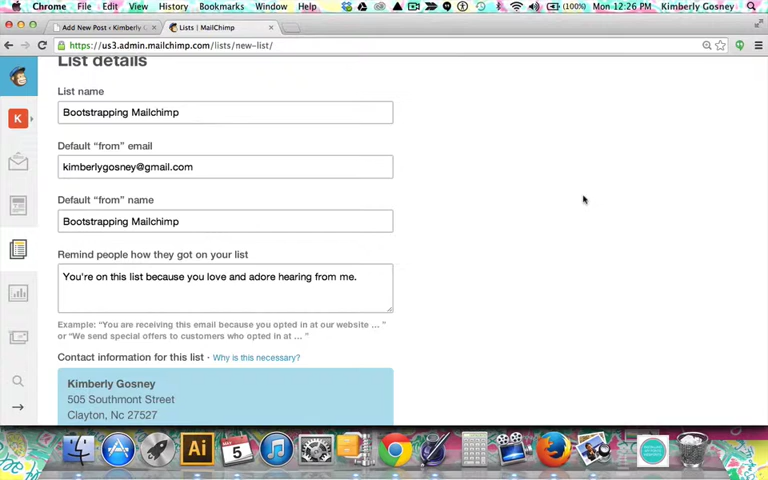 Chrome File Edit View History Bookmarks Window Help (100%) Mon 12:26 PM Kimberly Gosney
Add New Post ‹ Kimberly G × Lists | MailChimp ×
https://us3.admin.mailchimp.com/lists/new-list/
List details
List name
Bootstrapping Mailchimp
Default “from” email
kimberlygosney@gmail.com
Default “from” name
Bootstrapping Mailchimp
Remind people how they got on your list
You're on this list because you love and adore hearing from me.
Example: “You are receiving this email because you opted in at our website ... ”
or “We send special offers to customers who opted in at ... ”
Contact information for this list · Why is this necessary?
Kimberly Gosney
505 Southmont Street
Clayton, Nc 27527
K
Ai
MAY
5